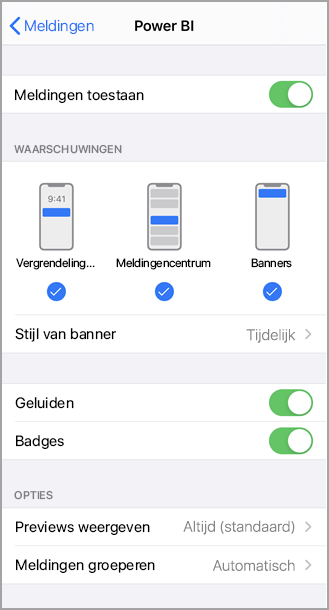 Meldingen Power BI
Meldingen toestaan
WAARSCHUWINGEN
9:41
Vergrendeling... Meldingencentrum Banners
Stijl van banner Tijdelijk
Geluiden
Badges
OPTIES
Previews weergeven Altijd (standaard)
Meldingen groeperen Automatisch